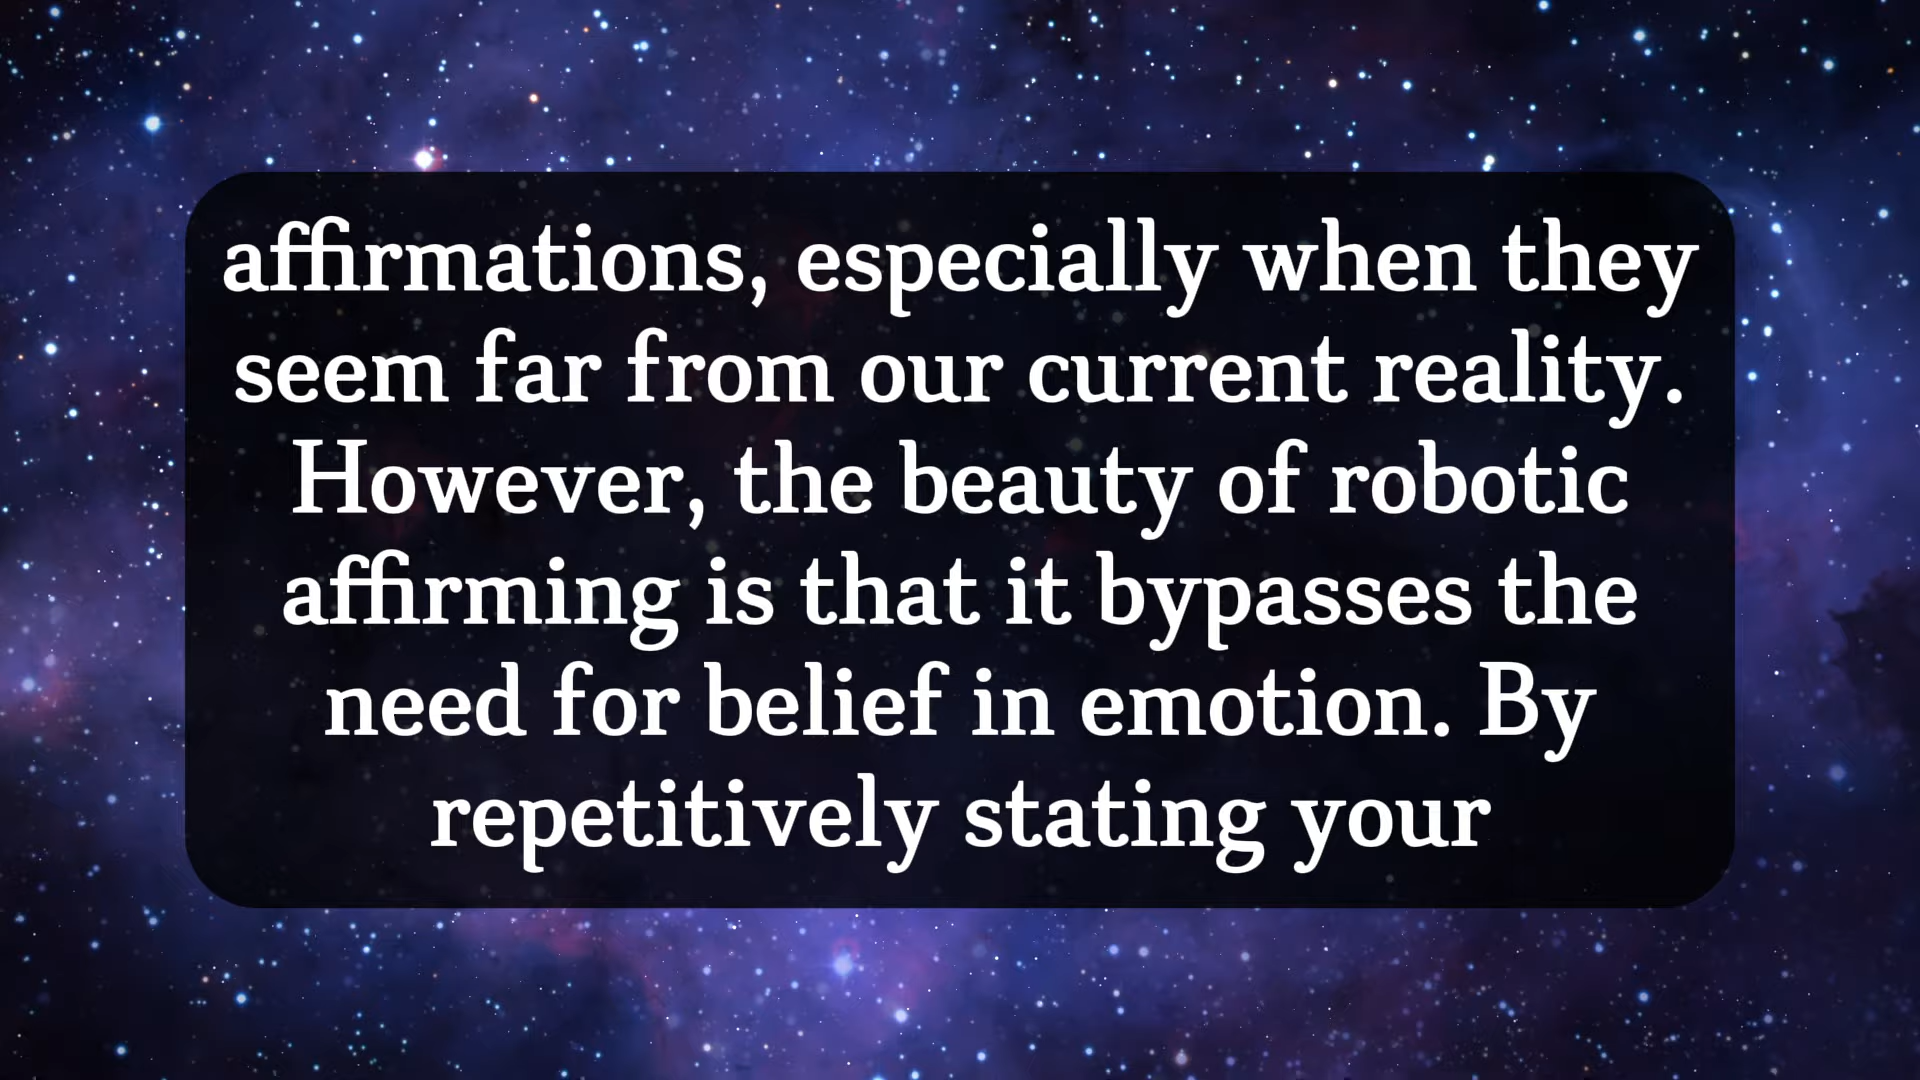 affirmations, especially when they
seem far from our current reality.
However, the beauty of robotic
affirming is that it bypasses the
need for belief in emotion. By
repetitively stating your